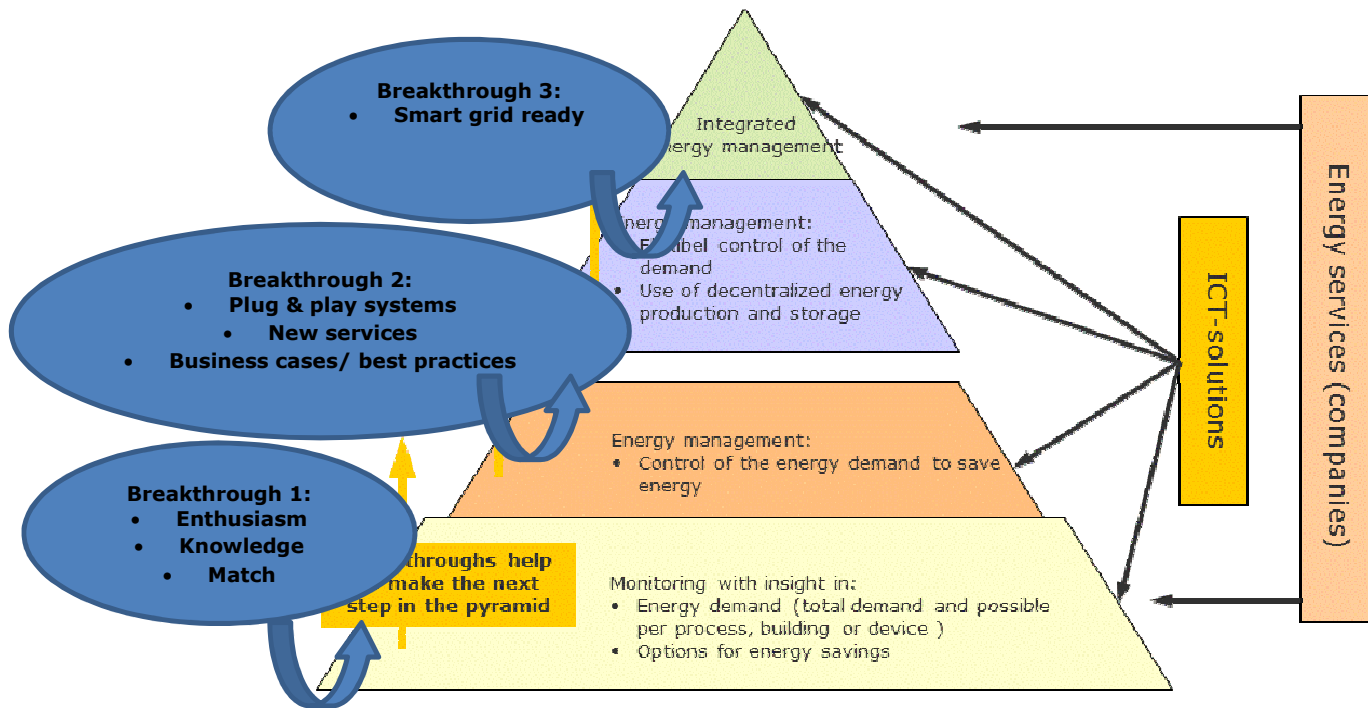 Breakthrough 3:
• Smart grid ready
Integrated
nergy management
Breakthrough 2:
• Plug & play systems
• New services
• Business cases/ best practices
nergy management:
control of the
demand
• Use of decentralized energy
production and storage
Energy management:
• Control of the energy demand to save
energy
Breakthrough 1:
• Enthusiasm
• Knowledge
• Match
throughs help
make the next
step in the pyramid
Monitoring with insight in:
• Energy demand (total demand and possible
per process, building or device )
• Options for energy savings
ICT-solutions
Energy services (companies)